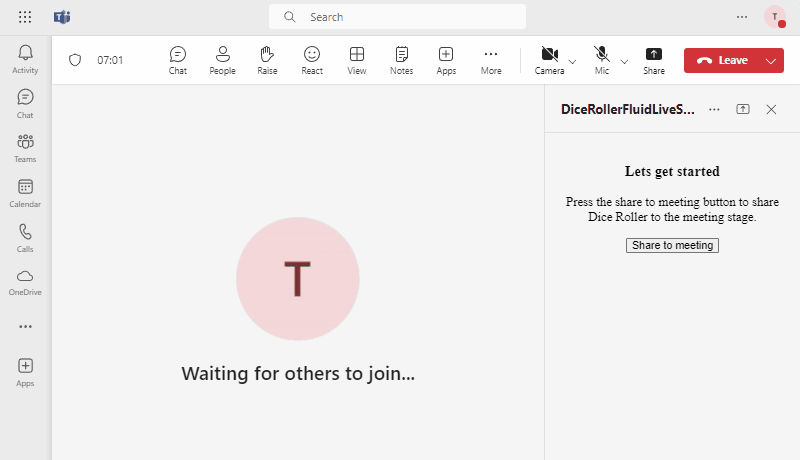 Search
T
Activity
Chat
Teams
Calendar
Calls
OneDrive
Apps
07:01
Chat
People
Raise
React
View
Notes
Apps
More
Camera
Mic
Share
Leave
T
Waiting for others to join...
DiceRollerFluidLiveS...
Lets get started
Press the share to meeting button to share
Dice Roller to the meeting stage.
Share to meeting